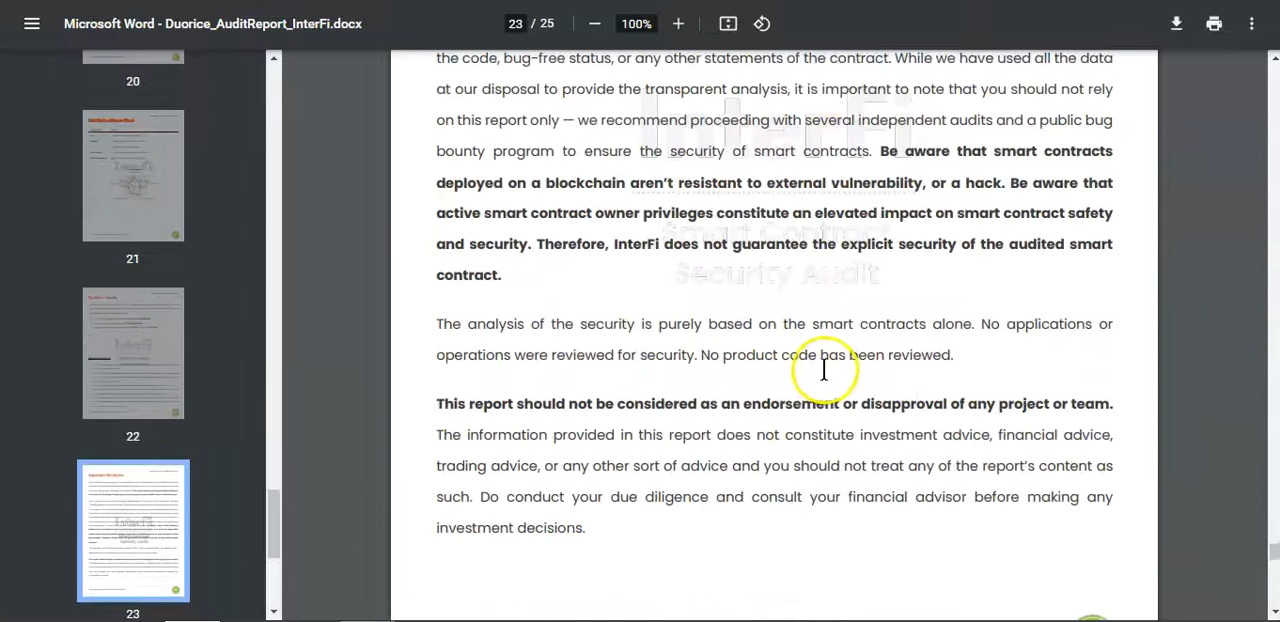 Microsoft Word - Duorice_AuditReport_InterFi.docx
23 / 25
100%
20
21
22
23
the code, bug-free status, or any other statements of the contract. While we have used all the data
at our disposal to provide the transparent analysis, it is important to note that you should not rely
on this report only — we recommend proceeding with several independent audits and a public bug
bounty program to ensure the security of smart contracts. Be aware that smart contracts
deployed on a blockchain aren’t resistant to external vulnerability, or a hack. Be aware that
active smart contract owner privileges constitute an elevated impact on smart contract safety
and security. Therefore, InterFi does not guarantee the explicit security of the audited smart
contract.
The analysis of the security is purely based on the smart contracts alone. No applications or
operations were reviewed for security. No product code has been reviewed.
This report should not be considered as an endorsement or disapproval of any project or team.
The information provided in this report does not constitute investment advice, financial advice,
trading advice, or any other sort of advice and you should not treat any of the report’s content as
such. Do conduct your due diligence and consult your financial advisor before making any
investment decisions.
InterFi
Smart Contract
Security Audit